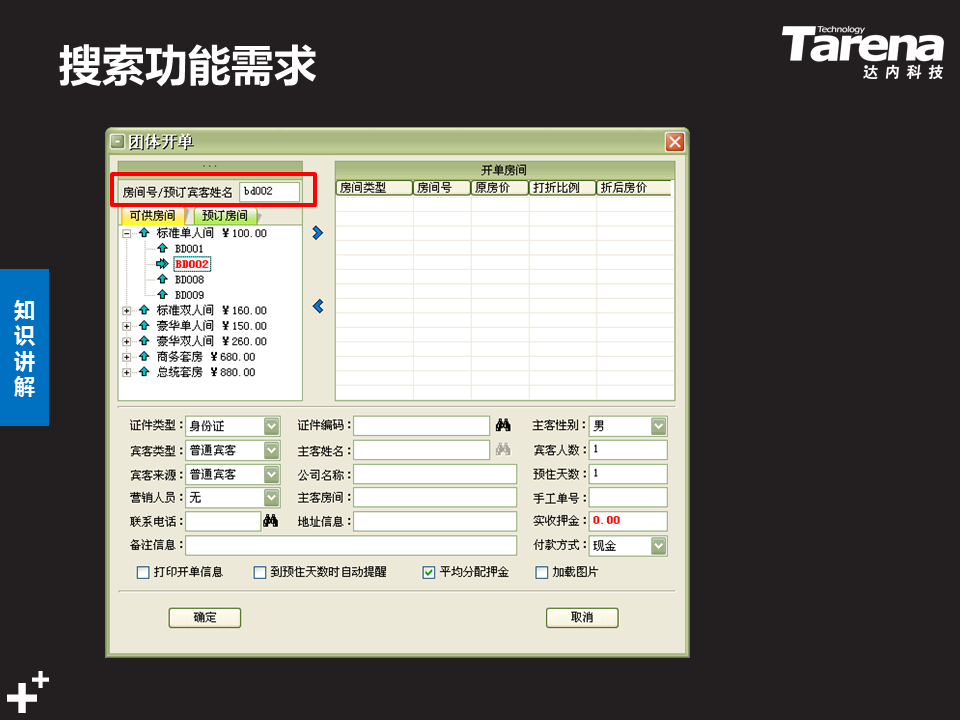 搜索功能需求
Technology
Tarena
达内科技
知识讲解
团体开单
...
房间号/预订宾客姓名 bd002
可供房间 预订房间
标准单人间 ¥100.00
BD001
BD002
BD008
BD009
标准双人间 ¥160.00
豪华单人间 ¥150.00
豪华双人间 ¥260.00
商务套房 ¥680.00
总统套房 ¥880.00
开单房间
房间类型 房间号 原房价 打折比例 折后房价
证件类型: 身份证 证件编码: 主客性别: 男
宾客类型: 普通宾客 主客姓名: 宾客人数: 1
宾客来源: 普通宾客 公司名称: 预住天数: 1
营销人员: 无 主客房间: 手工单号:
联系电话: 地址信息: 实收押金: 0.00
备注信息: 付款方式: 现金
打印开单信息 到预住天数时自动提醒 平均分配押金 加载图片
确定 取消